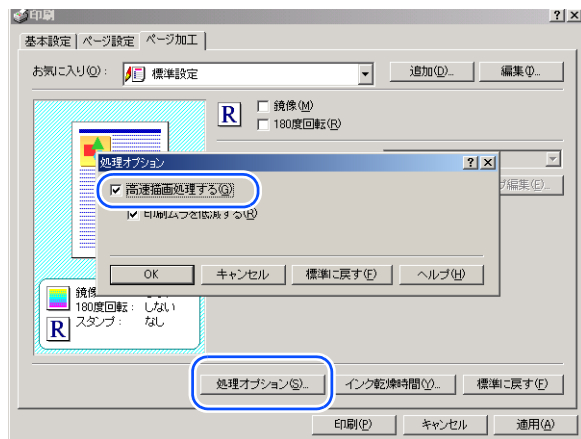 印刷
基本設定 ページ設定 ページ加工
お気に入り(O): 標準設定 追加(D)... 編集(I)...
R 鏡像(M)
180度回転(R)
処理オプション
高速描画処理する(G)
印刷ムラを低減する(R)
編集(E)...
OK キャンセル 標準に戻す(F) ヘルプ(H)
鏡像
180度回転: しない
R スタンプ: なし
処理オプション(S)... インク乾燥時間(Y)... 標準に戻す(F)
印刷(P) キャンセル 適用(A)